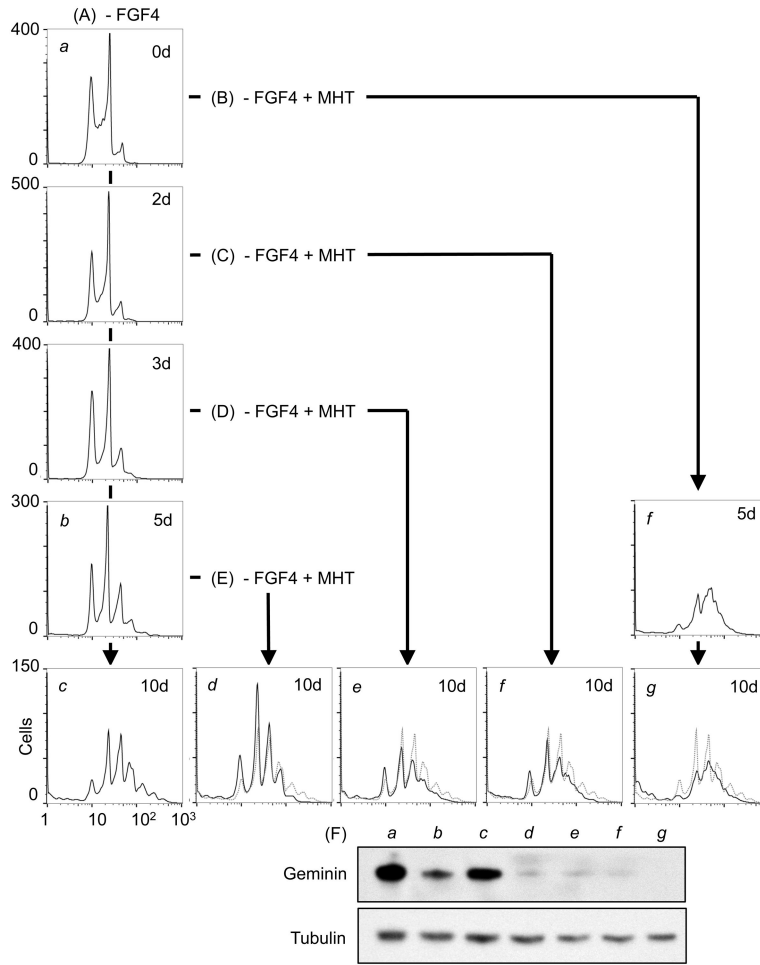 (A) - FGF4
400
a
0d
0
(B) - FGF4 + MHT
500
2d
0
(C) - FGF4 + MHT
400
3d
0
(D) - FGF4 + MHT
300
b
5d
0
(E) - FGF4 + MHT
f
5d
150
Cells
0
c
10d
d
10d
e
10d
f
10d
g
10d
1 10 10² 10³
(F) a b c d e f g
Geminin
Tubulin